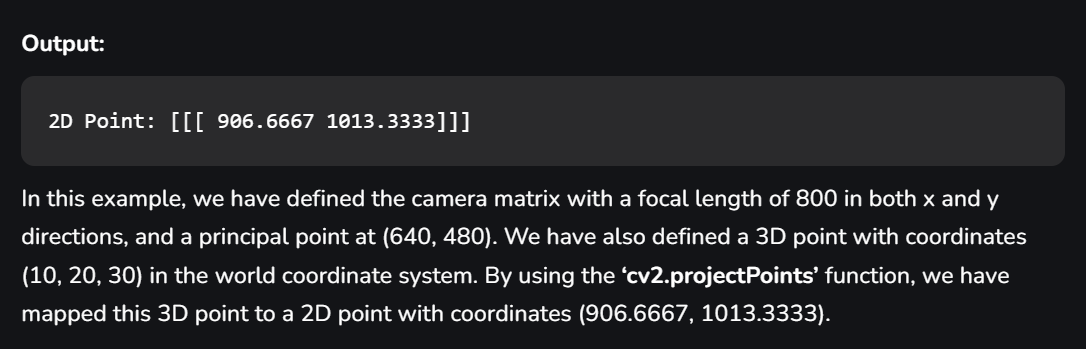 Output:
2D Point: [[[ 906.6667 1013.3333]]]
In this example, we have defined the camera matrix with a focal length of 800 in both x and y
directions, and a principal point at (640, 480). We have also defined a 3D point with coordinates
(10, 20, 30) in the world coordinate system. By using the ‘cv2.projectPoints’ function, we have
mapped this 3D point to a 2D point with coordinates (906.6667, 1013.3333).